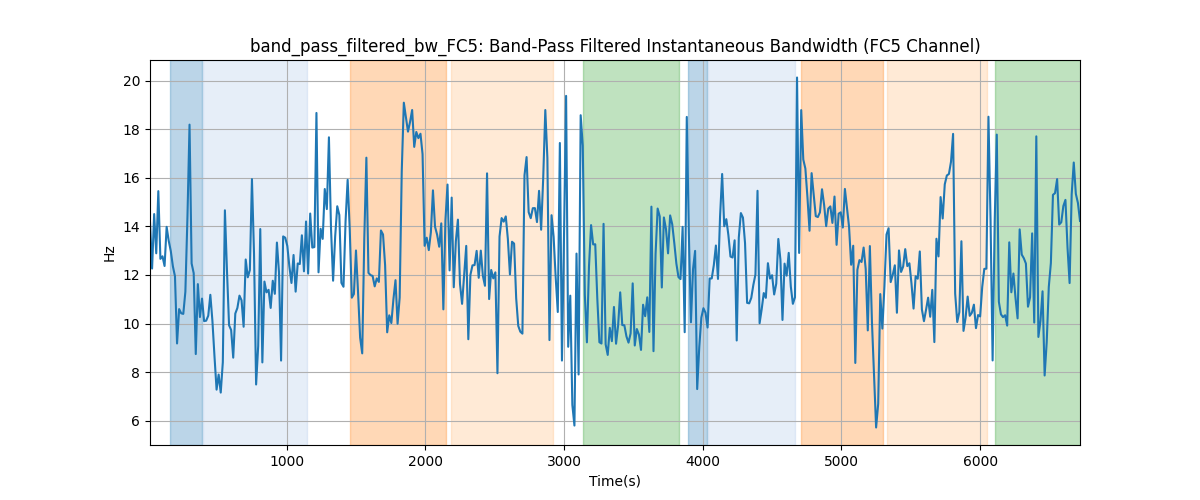 band_pass_filtered_bw_FC5: Band-Pass Filtered Instantaneous Bandwidth (FC5 Channel)
20
18
16
14
12
10
8
6
Hz
1000 2000 3000 4000 5000 6000
Time(s)